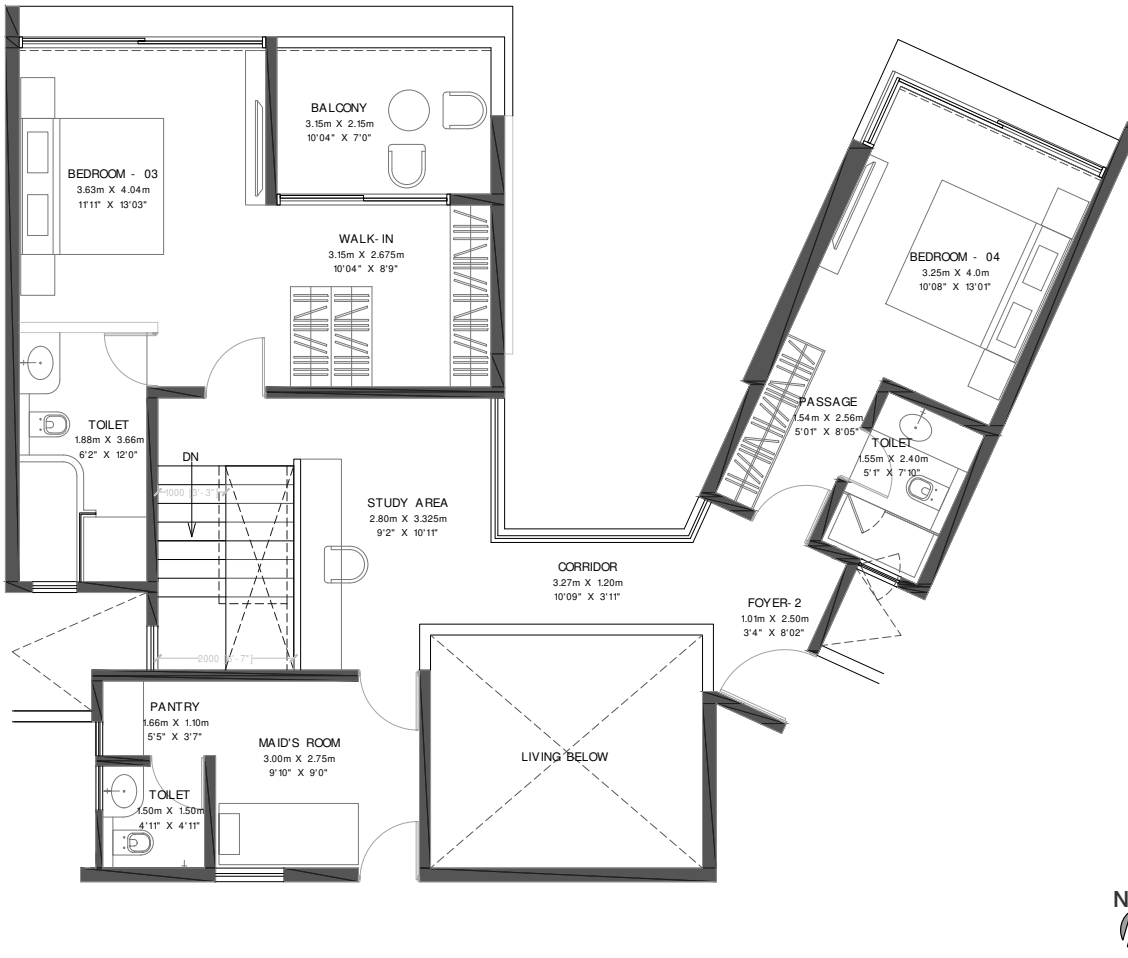 BALCONY
3.15m X 2.15m
10'04" X 7'0"
BEDROOM - 03
3.63m X 4.04m
11'11" X 13'03"
WALK-IN
3.15m X 2.675m
10'04" X 8'9"
BEDROOM - 04
3.25m X 4.0m
10'08" X 13'01"
PASSAGE
1.54m X 2.56m
5'01" X 8'05"
TOILET
1.88m X 3.66m
6'2" X 12'0"
TOILET
1.55m X 2.40m
5'1" X 7'10"
DN
1000 [3'-3"]
STUDY AREA
2.80m X 3.325m
9'2" X 10'11"
CORRIDOR
3.27m X 1.20m
10'09" X 3'11"
FOYER-2
1.01m X 2.50m
3'4" X 8'02"
2000 [6'-7"]
PANTRY
1.66m X 1.10m
5'5" X 3'7"
MAID'S ROOM
3.00m X 2.75m
9'10" X 9'0"
LIVING BELOW
TOILET
1.50m X 1.50m
4'11" X 4'11"
N